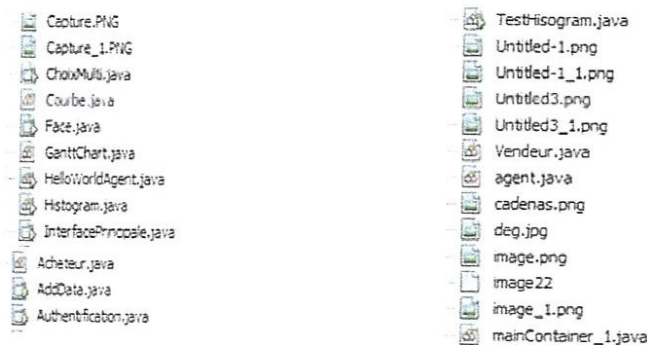 Capture.PNG
Capture_1.PNG
ChoixMulti.java
Courbe.java
Face.java
GanttChart.java
HelloWorldAgent.java
Histogram.java
InterfacePrincipale.java
Acheteur.java
AddData.java
Authentification.java
TestHisogram.java
Untitled-1.png
Untitled-1_1.png
Untitled3.png
Untitled3_1.png
Vendeur.java
agent.java
cadenas.png
deg.jpg
image.png
image22
image_1.png
mainContainer_1.java